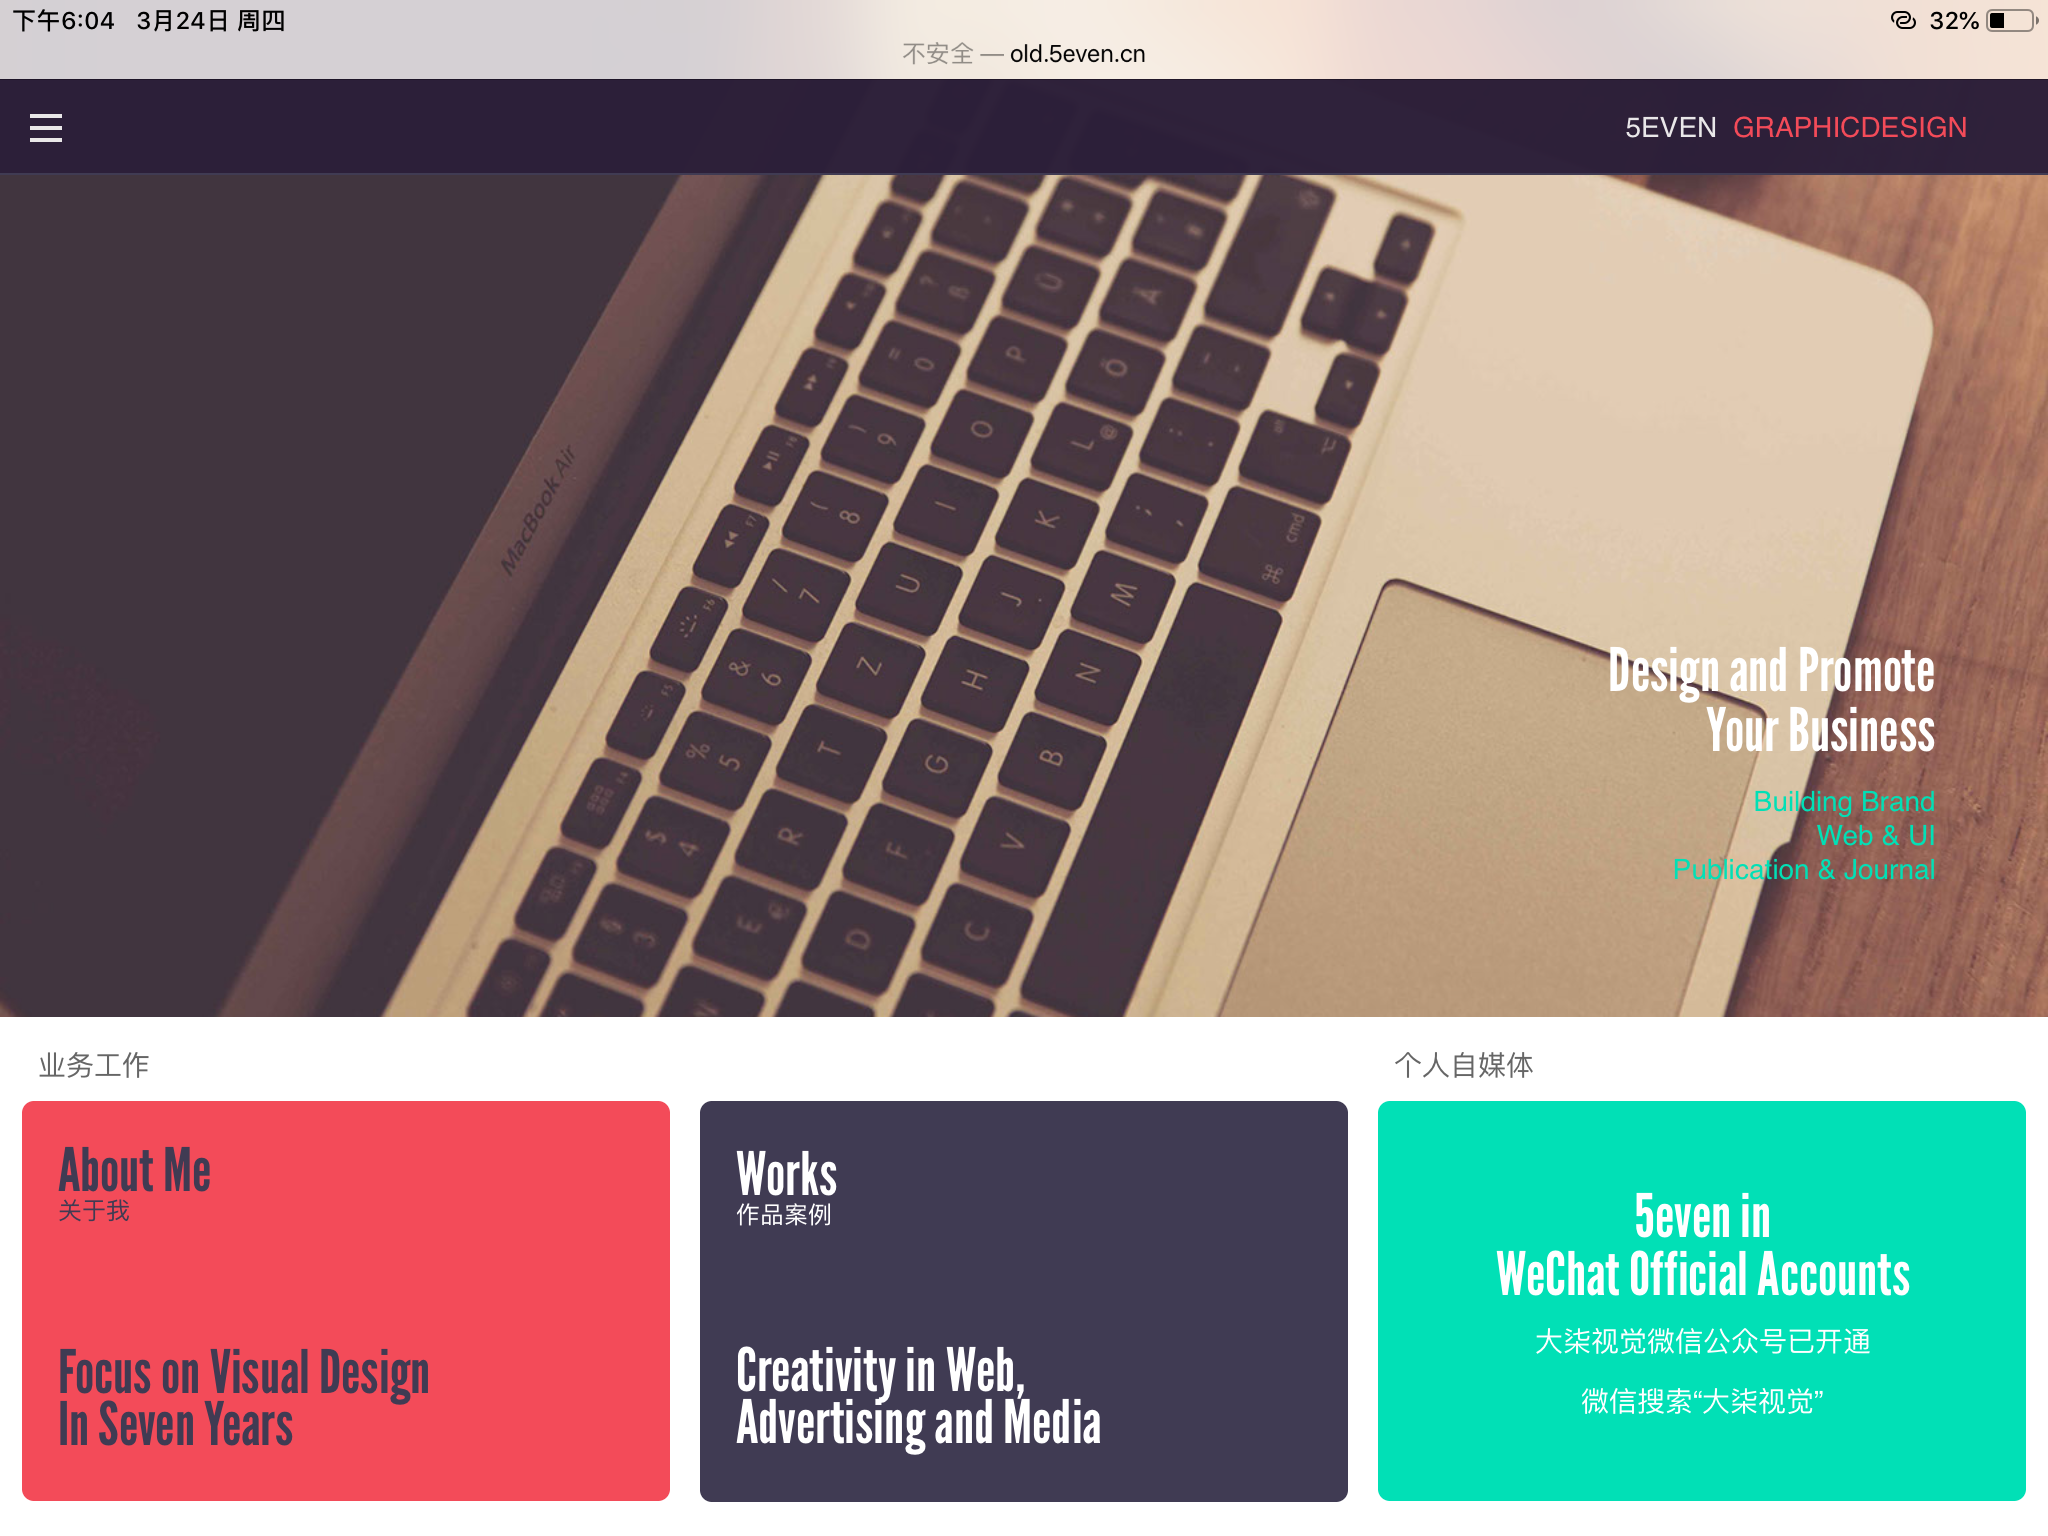 下午6:04 3月24日 周四
32%
不安全 — old.5even.cn
5EVEN GRAPHICDESIGN
MacBook Air
Design and Promote
Your Business
Building Brand
Web & UI
Publication & Journal
业务工作
个人自媒体
About Me
关于我
Focus on Visual Design
In Seven Years
Works
作品案例
Creativity in Web,
Advertising and Media
5even in
WeChat Official Accounts
大柒视觉微信公众号已开通
微信搜索“大柒视觉”